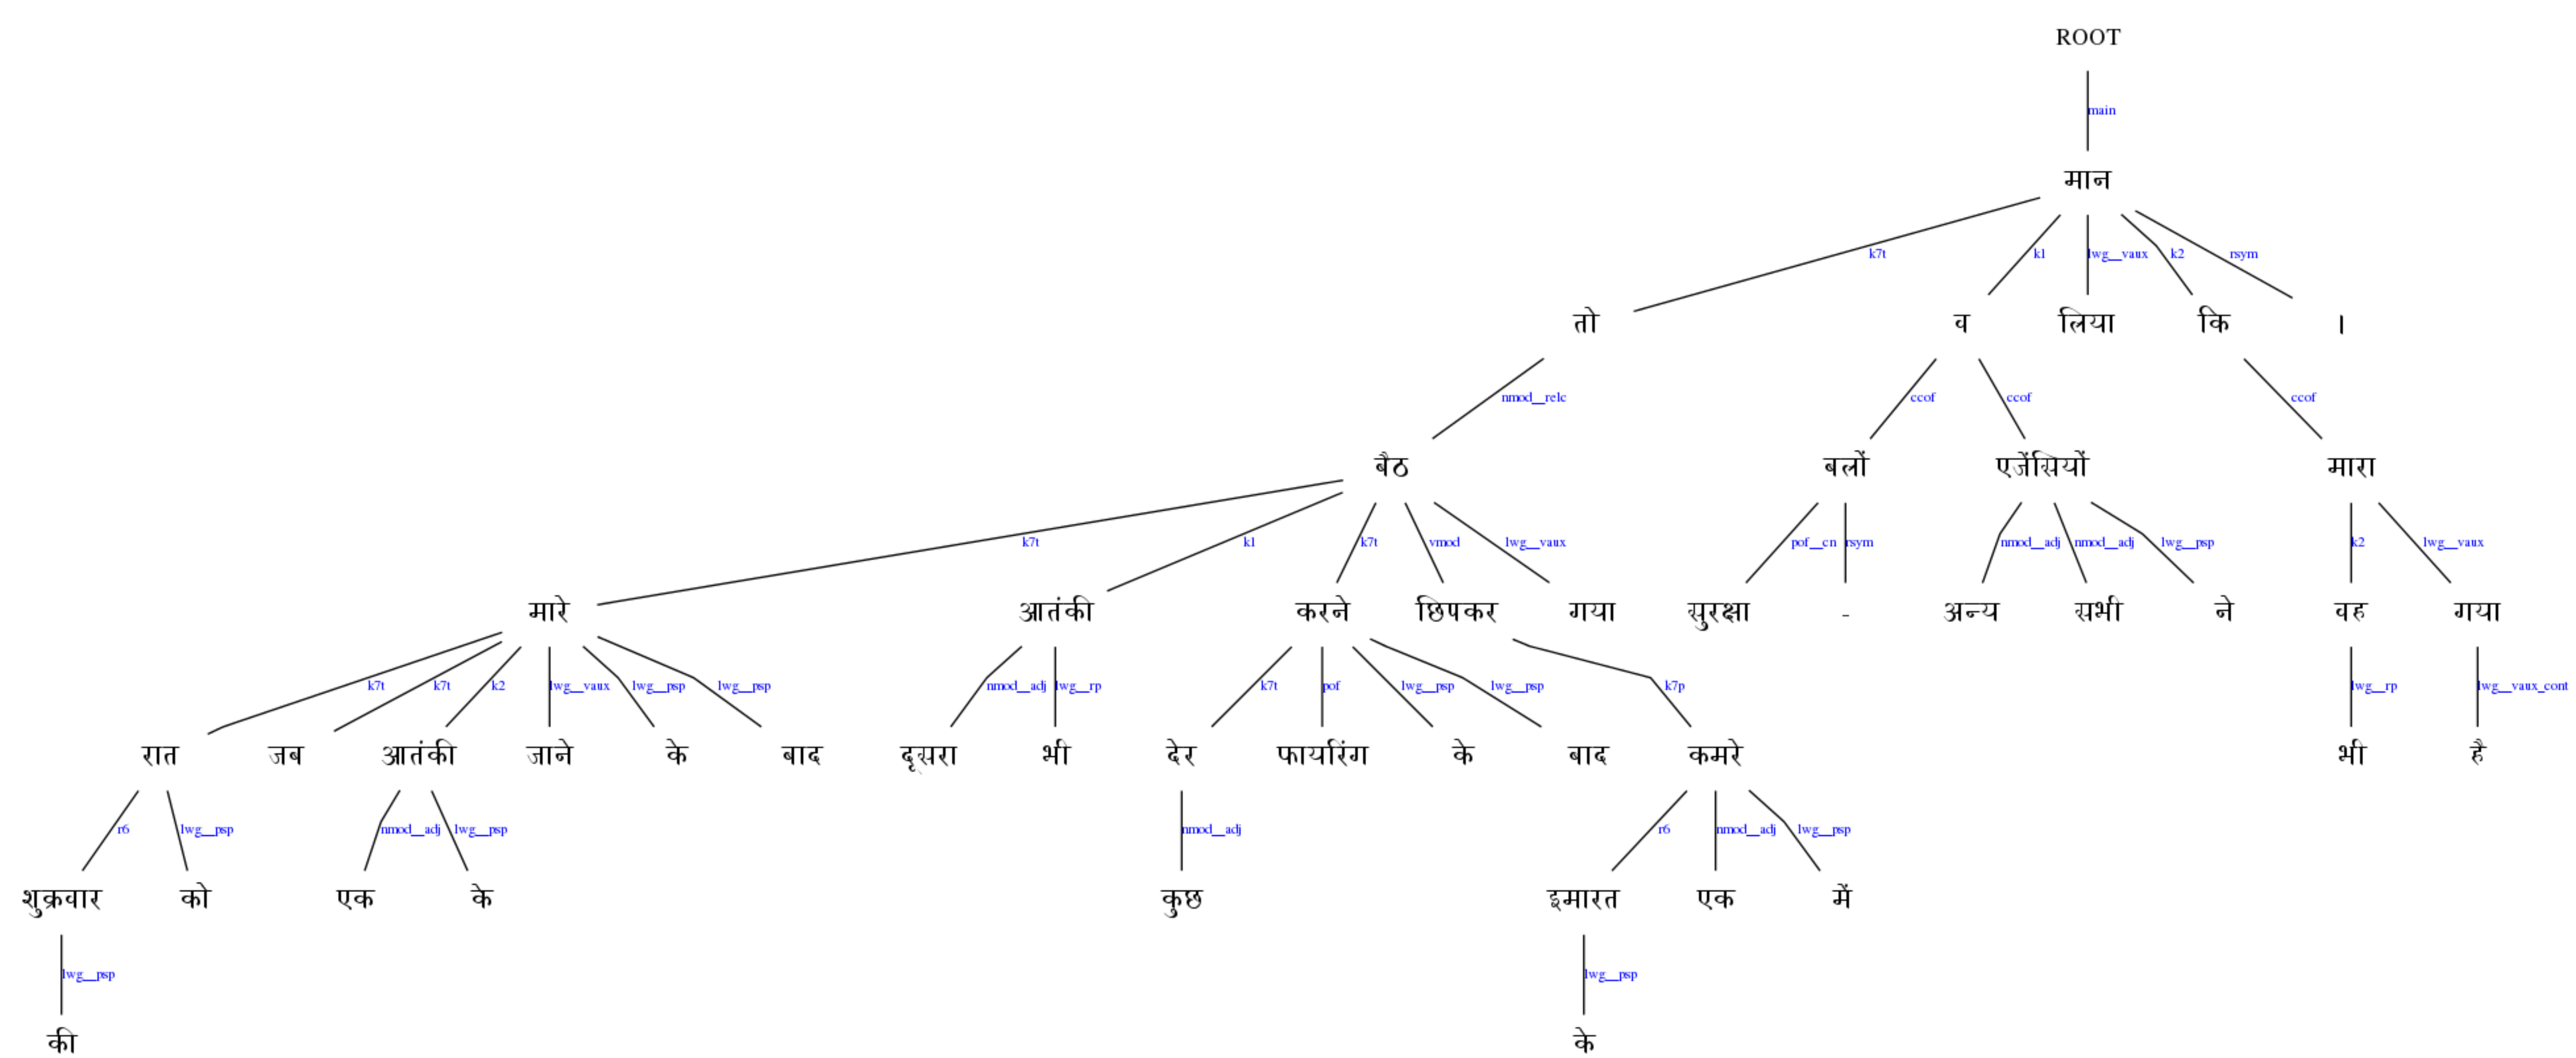 ROOT
main
मान
k7t k1 lwg__vaux k2 rsym
तो व लिया कि ।
nmod__relc ccof ccof ccof
बैठ बलों एजेंसियों मारा
k7t k1 k7t vmod lwg__vaux pof__cn rsym nmod__adj nmod__adj lwg__psp k2 lwg__vaux
मारे आतंकी करने छिपकर गया सुरक्षा - अन्य सभी ने वह गया
k7t k7t k2 lwg__vaux lwg__psp lwg__psp nmod__adj lwg__rp k7t pof lwg__psp lwg__psp k7p lwg__rp lwg__vaux_cont
रात जब आतंकी जाने के बाद दूसरा भी देर फायरिंग के बाद कमरे भी है
r6 lwg__psp nmod__adj lwg__psp nmod__adj r6 nmod__adj lwg__psp
शुक्रवार को एक के कुछ इमारत एक में
lwg__psp lwg__psp
की के